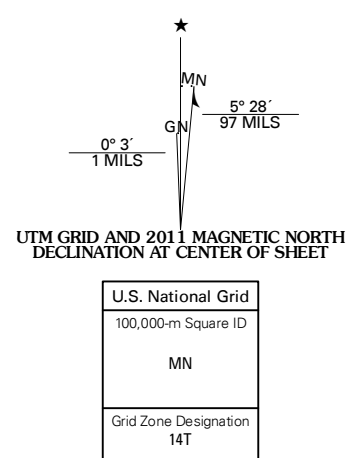 ★
MN
GN
5° 28´
97 MILS
0° 3´
1 MILS
UTM GRID AND 2011 MAGNETIC NORTH
DECLINATION AT CENTER OF SHEET
U.S. National Grid
100,000-m Square ID
MN
Grid Zone Designation
14T